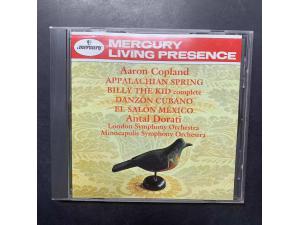 mercury
MERCURY
LIVING PRESENCE
Aaron Copland
APPALACHIAN SPRING
BILLY THE KID complete
DANZÓN CUBANO
EL SALÓN MÉXICO
Antal Dorati
London Symphony Orchestra
Minneapolis Symphony Orchestra